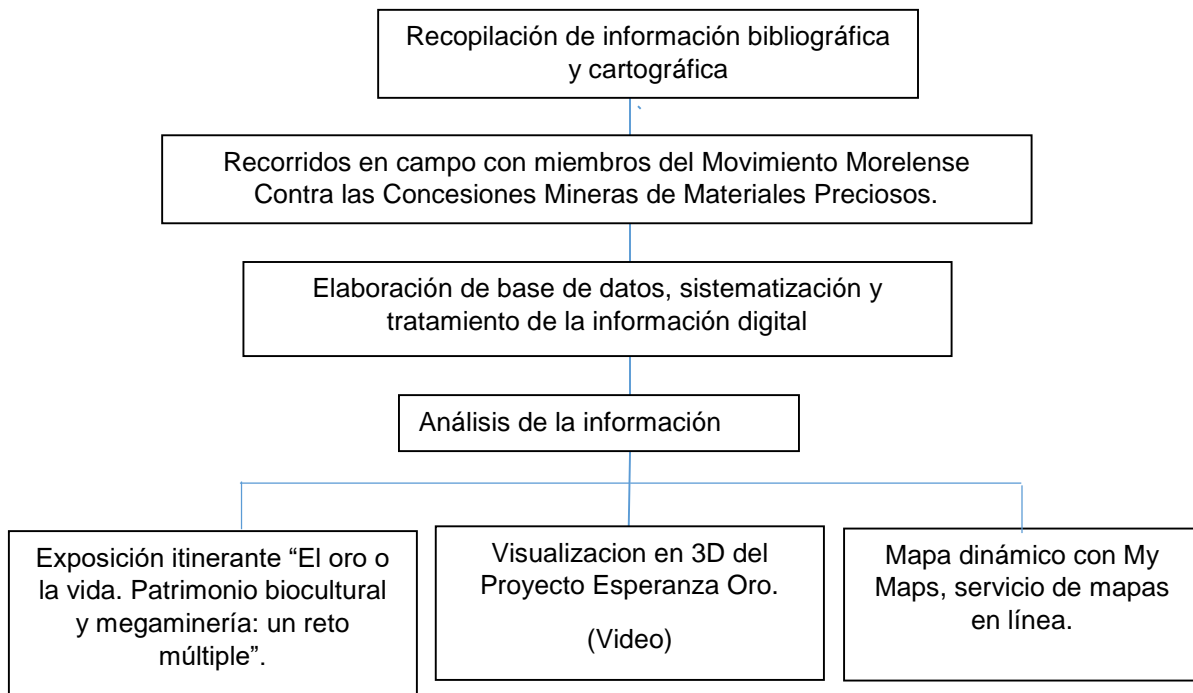 Recopilación de información bibliográfica
y cartográfica
Recorridos en campo con miembros del Movimiento Morelense
Contra las Concesiones Mineras de Materiales Preciosos.
Elaboración de base de datos, sistematización y
tratamiento de la información digital
Análisis de la información
Exposición itinerante “El oro o
la vida. Patrimonio biocultural
y megaminería: un reto
múltiple”.
Visualizacion en 3D del
Proyecto Esperanza Oro.
(Video)
Mapa dinámico con My
Maps, servicio de mapas
en línea.